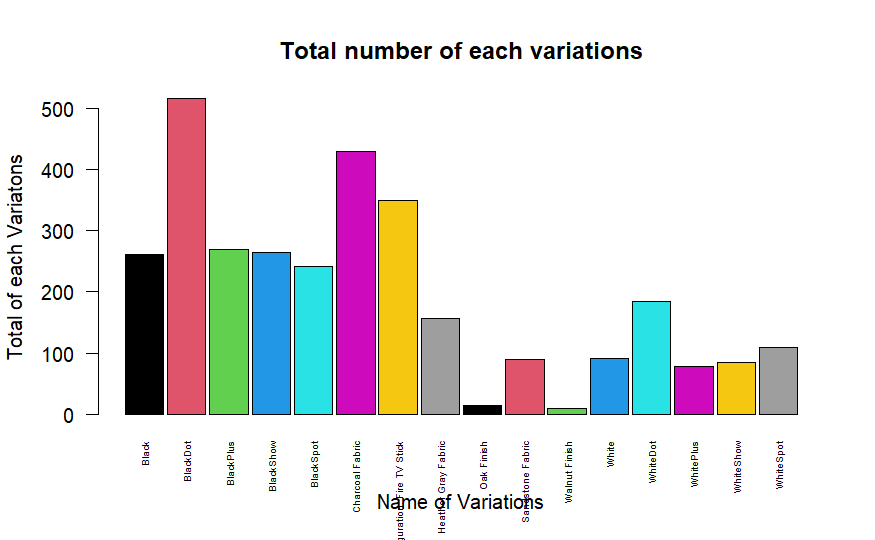 Total number of each variations
Total of each Variatons
500
400
300
200
100
0
Black
BlackDot
BlackPlus
BlackShow
BlackSpot
Charcoal Fabric
Fire TV Stick
Heather Gray Fabric
Oak Finish
Sandstone Fabric
Walnut Finish
White
WhiteDot
WhitePlus
WhiteShow
WhiteSpot
Name of Variations